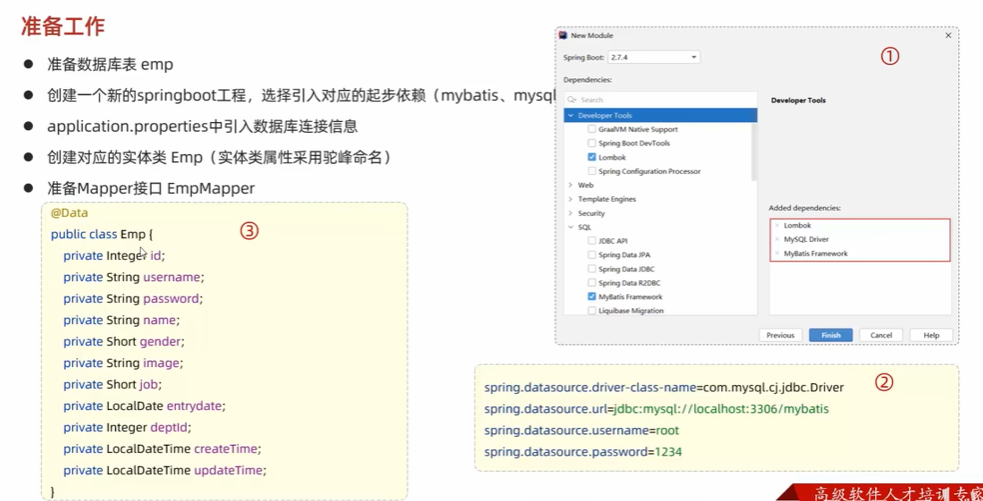 准备工作
● 准备数据库表 emp
● 创建一个新的springboot工程，选择引入对应的起步依赖（mybatis、mysql
● application.properties中引入数据库连接信息
● 创建对应的实体类 Emp（实体类属性采用驼峰命名）
● 准备Mapper接口 EmpMapper
@Data
public class Emp {
private Integer id;
private String username;
private String password;
private String name;
private Short gender;
private String image;
private Short job;
private LocalDate entrydate;
private Integer deptId;
private LocalDateTime createTime;
private LocalDateTime updateTime;
}
③
New Module
①
Spring Boot: 2.7.4
Dependencies:
Search
Developer Tools
GraalVM Native Support
Spring Boot DevTools
Lombok
Spring Configuration Processor
Web
Template Engines
Security
SQL
JDBC API
Spring Data JPA
Spring Data JDBC
Spring Data R2DBC
MyBatis Framework
Liquibase Migration
Developer Tools
Added dependencies:
Lombok
MySQL Driver
MyBatis Framework
Previous
Finish
Cancel
Help
②
spring.datasource.driver-class-name=com.mysql.cj.jdbc.Driver
spring.datasource.url=jdbc:mysql://localhost:3306/mybatis
spring.datasource.username=root
spring.datasource.password=1234
高级软件人才培训专家